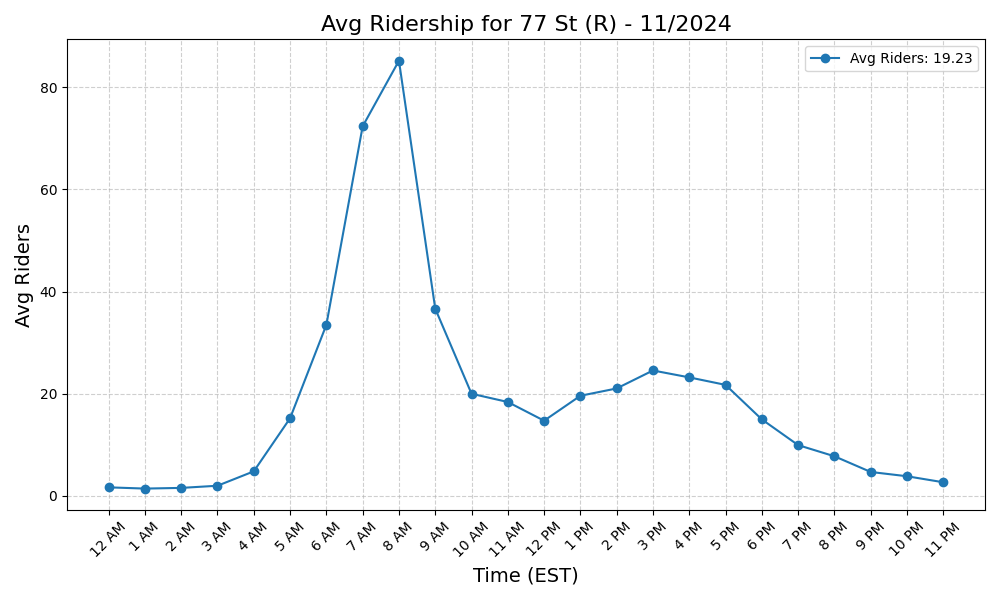 Avg Ridership for 77 St (R) - 11/2024
Avg Riders: 19.23
Avg Riders
80
60
40
20
0
12 AM
1 AM
2 AM
3 AM
4 AM
5 AM
6 AM
7 AM
8 AM
9 AM
10 AM
11 AM
12 PM
1 PM
2 PM
3 PM
4 PM
5 PM
6 PM
7 PM
8 PM
9 PM
10 PM
11 PM
Time (EST)